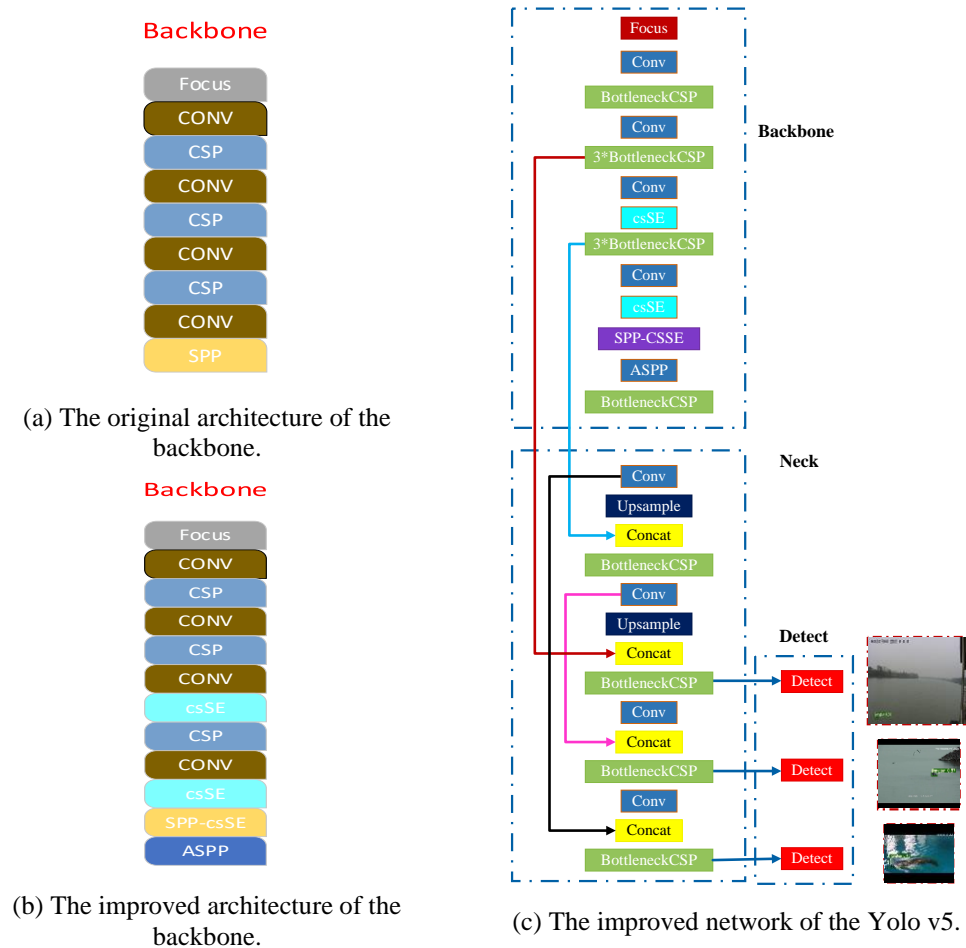 Backbone
Focus
CONV
CSP
CONV
CSP
CONV
CSP
CONV
SPP
(a) The original architecture of the
backbone.
Backbone
Focus
CONV
CSP
CONV
CSP
CONV
csSE
CSP
CONV
csSE
SPP-csSE
ASPP
(b) The improved architecture of the
backbone.
Focus
Conv
BottleneckCSP
Conv
Backbone
3*BottleneckCSP
Conv
csSE
3*BottleneckCSP
Conv
csSE
SPP-CSSE
ASPP
BottleneckCSP
Neck
Conv
Upsample
Concat
BottleneckCSP
Conv
Upsample
Detect
Concat
BottleneckCSP
Detect
Conv
Concat
BottleneckCSP
Detect
Conv
Concat
BottleneckCSP
Detect
(c) The improved network of the Yolo v5.